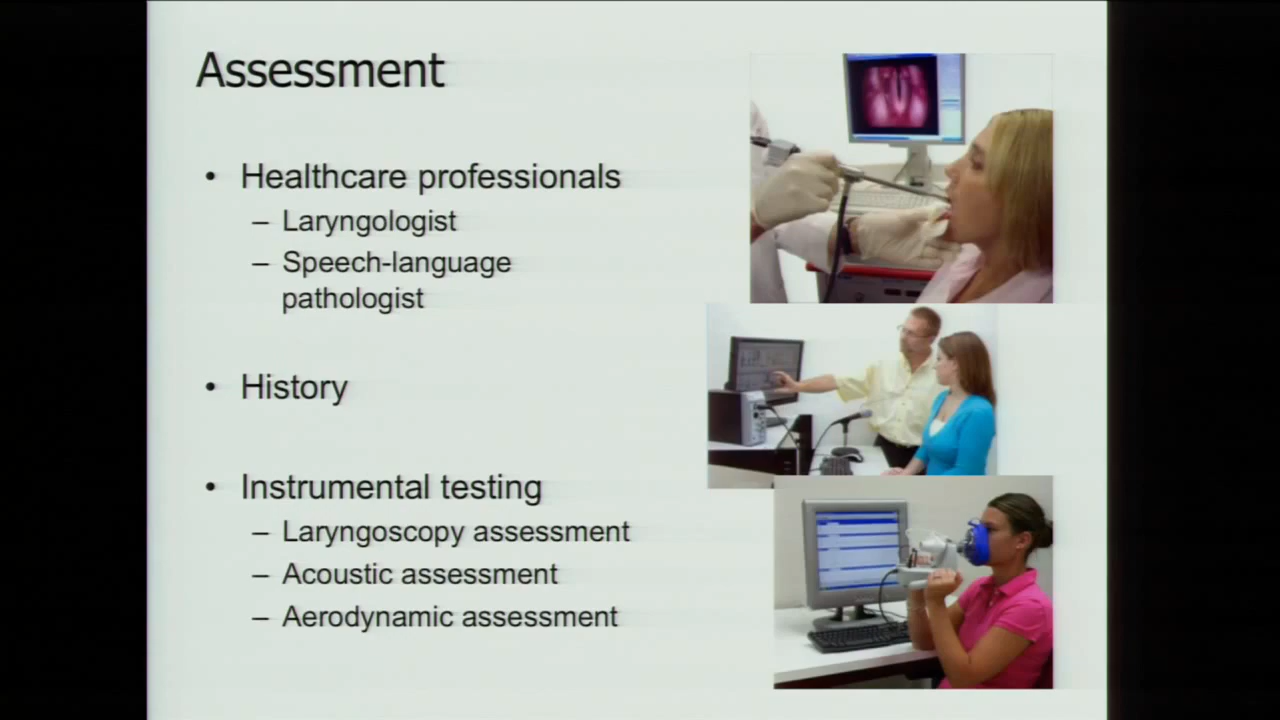 Assessment
• Healthcare professionals
– Laryngologist
– Speech-language
pathologist
• History
• Instrumental testing
– Laryngoscopy assessment
– Acoustic assessment
– Aerodynamic assessment